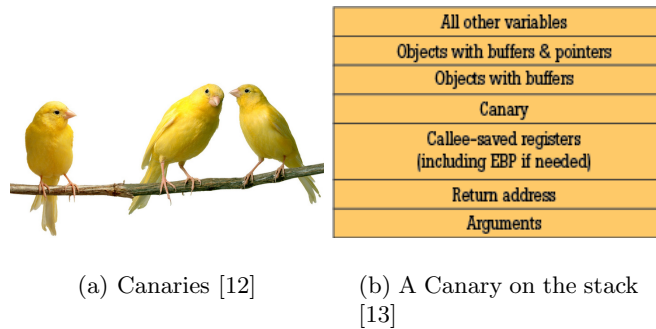 All other variables
Objects with buffers & pointers
Objects with buffers
Canary
Callee-saved registers
(including EBP if needed)
Return address
Arguments
(a) Canaries [12]
(b) A Canary on the stack
[13]